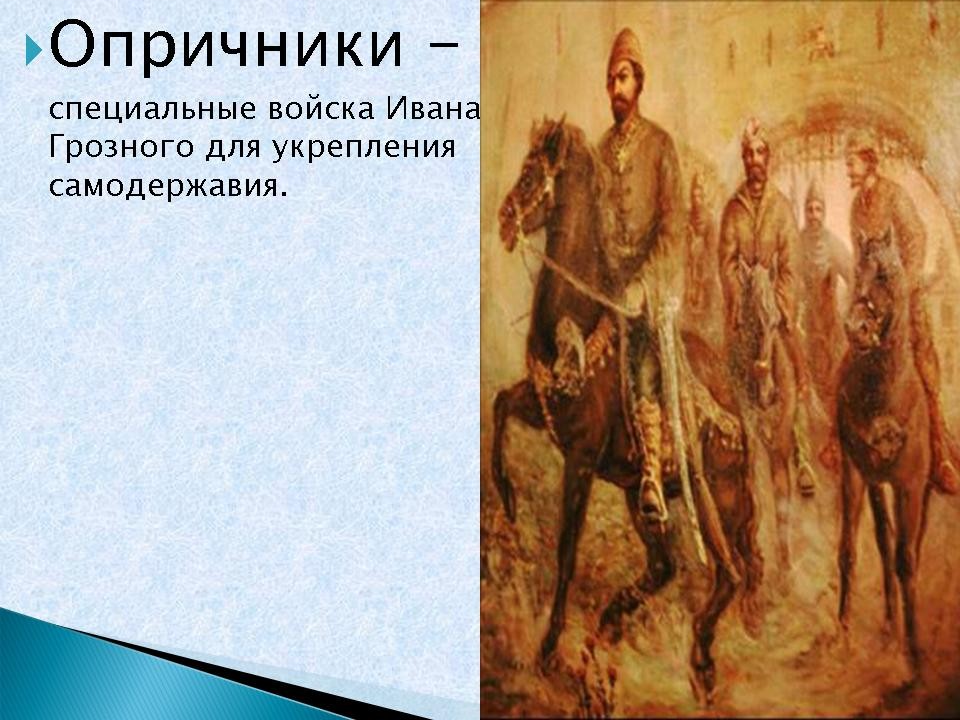 Опричники –
специальные войска Ивана
Грозного для укрепления
самодержавия.